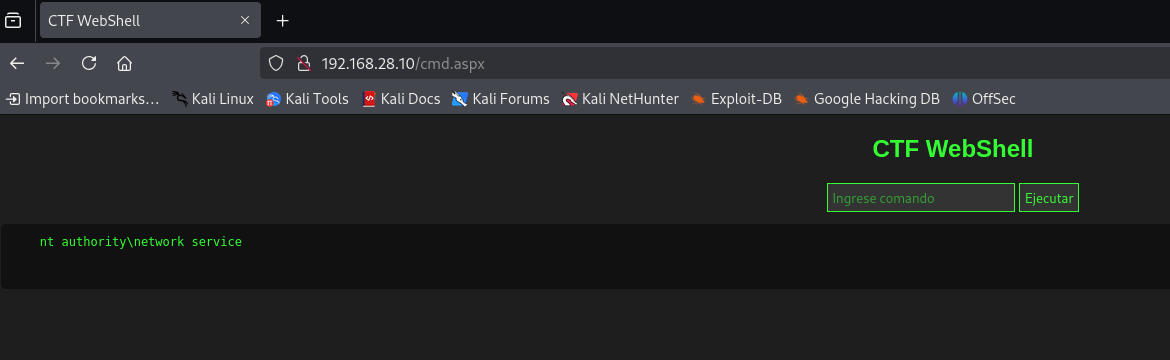 CTF WebShell
192.168.28.10/cmd.aspx
Import bookmarks... Kali Linux Kali Tools Kali Docs Kali Forums Kali NetHunter Exploit-DB Google Hacking DB OffSec
CTF WebShell
Ingrese comando Ejecutar
nt authority\network service